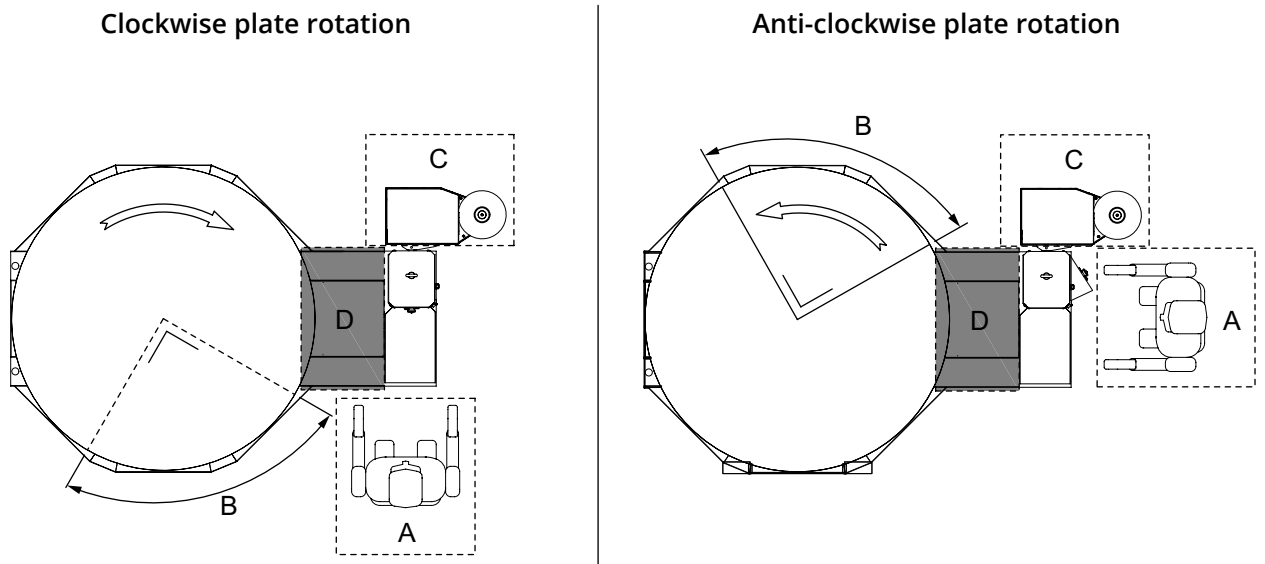 Clockwise plate rotation
C
D
B
A
Anti-clockwise plate rotation
B
C
D
A